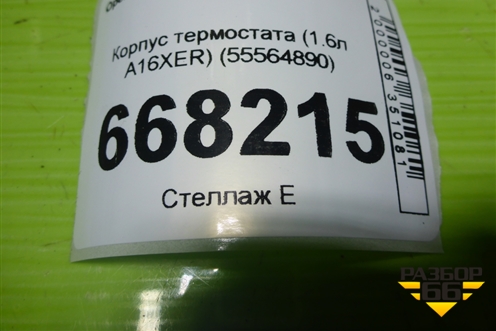 Корпус термостата (1.6л
A16XER) (55564890)
668215
Стеллаж Е
2000006351081
РАЗБОР
66